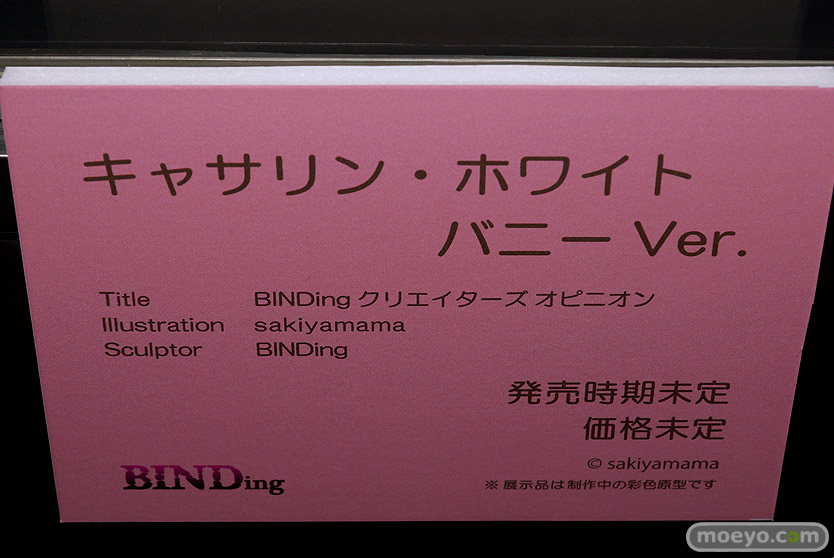 キャサリン・ホワイト
バニー Ver.
Title BINDing クリエイターズ オピニオン
Illustration sakiyamama
Sculptor BINDing
発売時期未定
価格未定
© sakiyamama
BINDing
※ 展示品は制作中の彩色原型です
moeyo.com